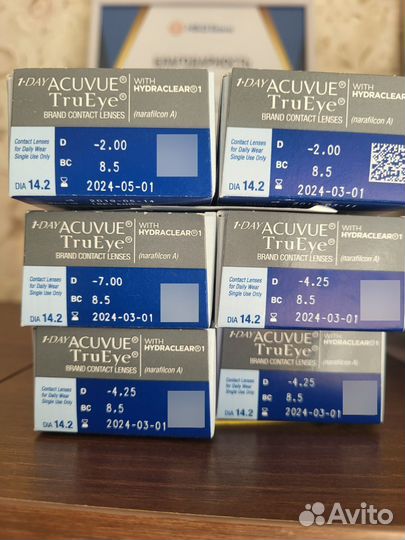 БЛАГОДАРНОСТЬ
1-DAY ACUVUE®
TruEye®
BRAND CONTACT LENSES
WITH
HYDRACLEAR®1
(narafilcon A)
Contact Lenses
for Daily Wear
Single Use Only
DIA 14.2
D -2.00
BC 8.5
2024-05-01
2019-05-14
1-DAY ACUVUE®
TruEye®
BRAND CONTACT LENSES
WITH
HYDRACLEAR®1
(narafilcon A)
Contact Lenses
for Daily Wear
Single Use Only
DIA 14.2
D -2.00
BC 8.5
2024-03-01
1-DAY ACUVUE®
TruEye®
BRAND CONTACT LENSES
WITH
HYDRACLEAR®1
(narafilcon A)
Contact Lenses
for Daily Wear
Single Use Only
DIA 14.2
D -7.00
BC 8.5
2024-03-01
1-DAY ACUVUE®
TruEye®
BRAND CONTACT LENSES
WITH
HYDRACLEAR®1
(narafilcon A)
Contact Lenses
for Daily Wear
Single Use Only
DIA 14.2
D -4.25
BC 8.5
2024-03-01
1-DAY ACUVUE®
TruEye®
BRAND CONTACT LENSES
WITH
HYDRACLEAR®1
(narafilcon A)
Contact Lenses
for Daily Wear
Single Use Only
DIA 14.2
D -4.25
BC 8.5
2024-03-01
1-DAY ACUVUE®
TruEye®
BRAND CONTACT LENSES
WITH
HYDRACLEAR®1
(narafilcon A)
Contact Lenses
for Daily Wear
Single Use Only
DIA 14.2
D -4.25
BC 8.5
2024-03-01
Avito